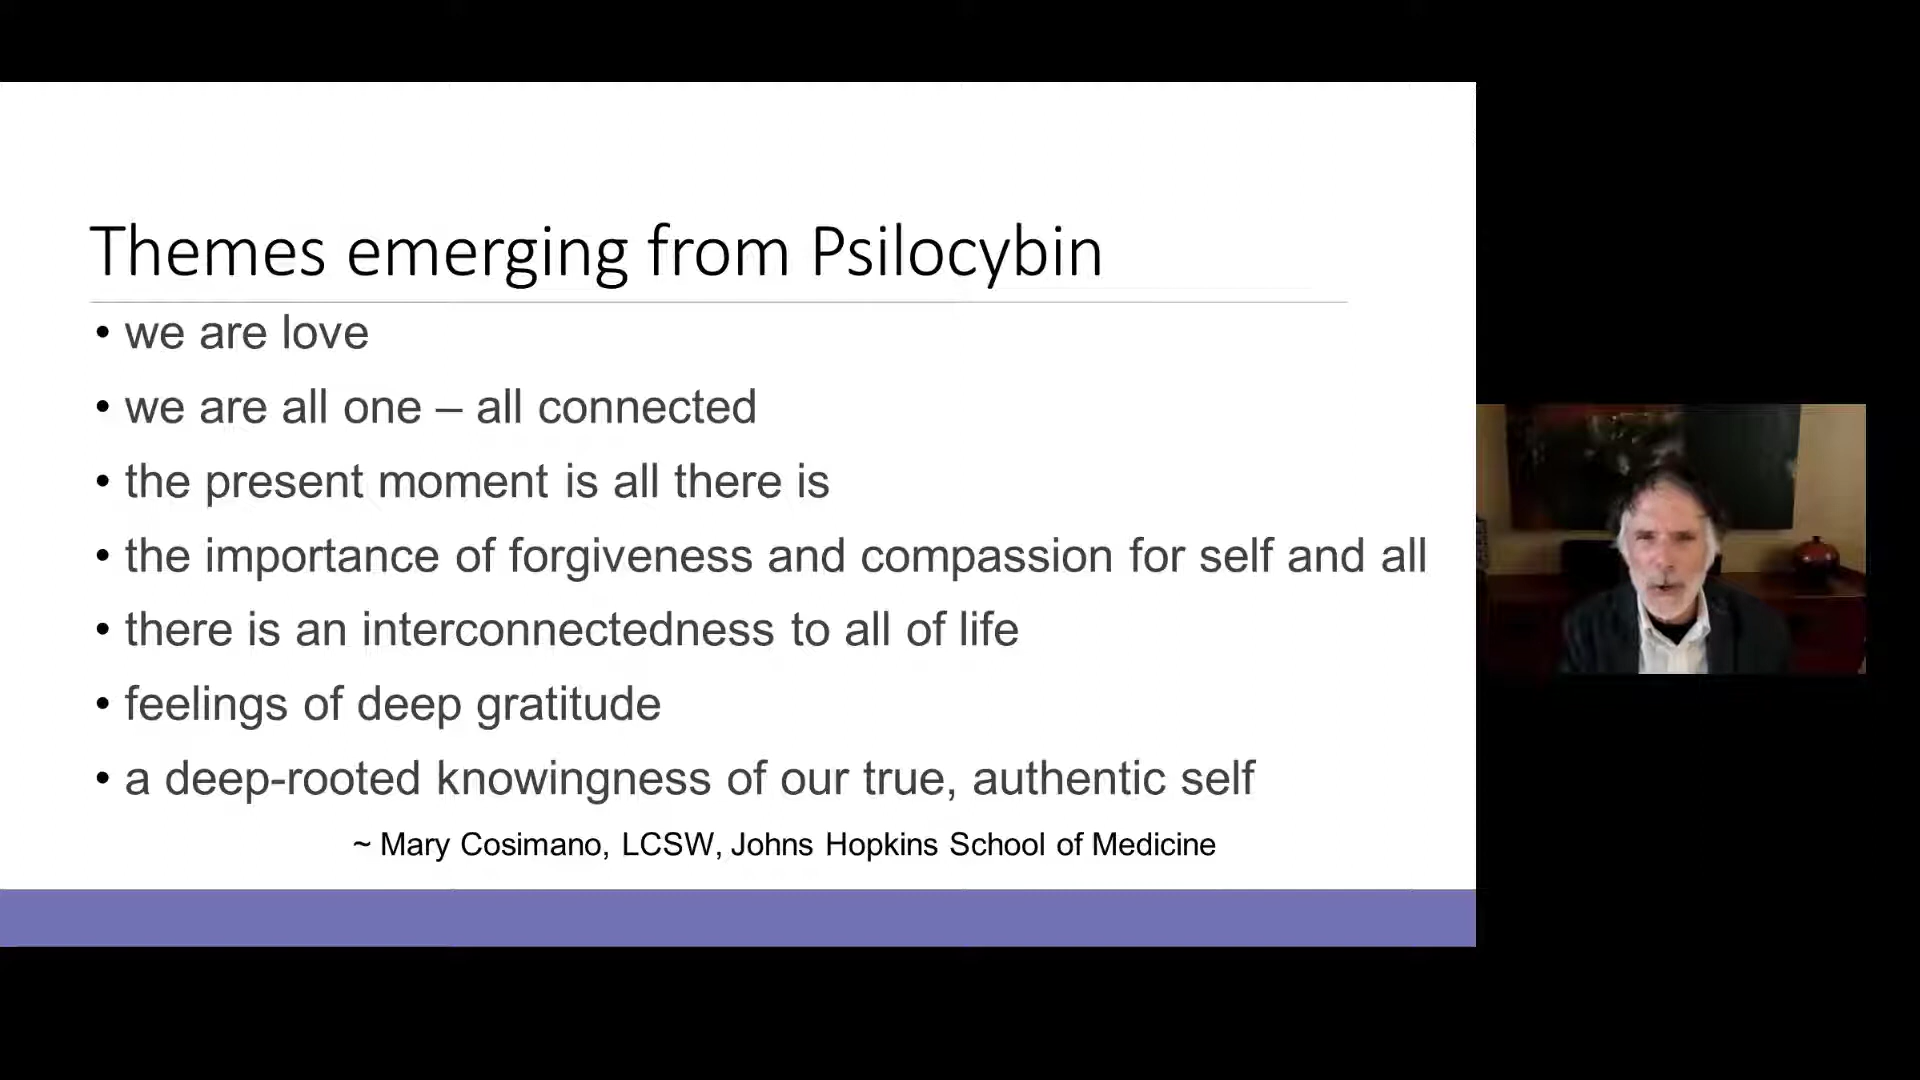 Themes emerging from Psilocybin
• we are love
• we are all one – all connected
• the present moment is all there is
• the importance of forgiveness and compassion for self and all
• there is an interconnectedness to all of life
• feelings of deep gratitude
• a deep-rooted knowingness of our true, authentic self
~ Mary Cosimano, LCSW, Johns Hopkins School of Medicine